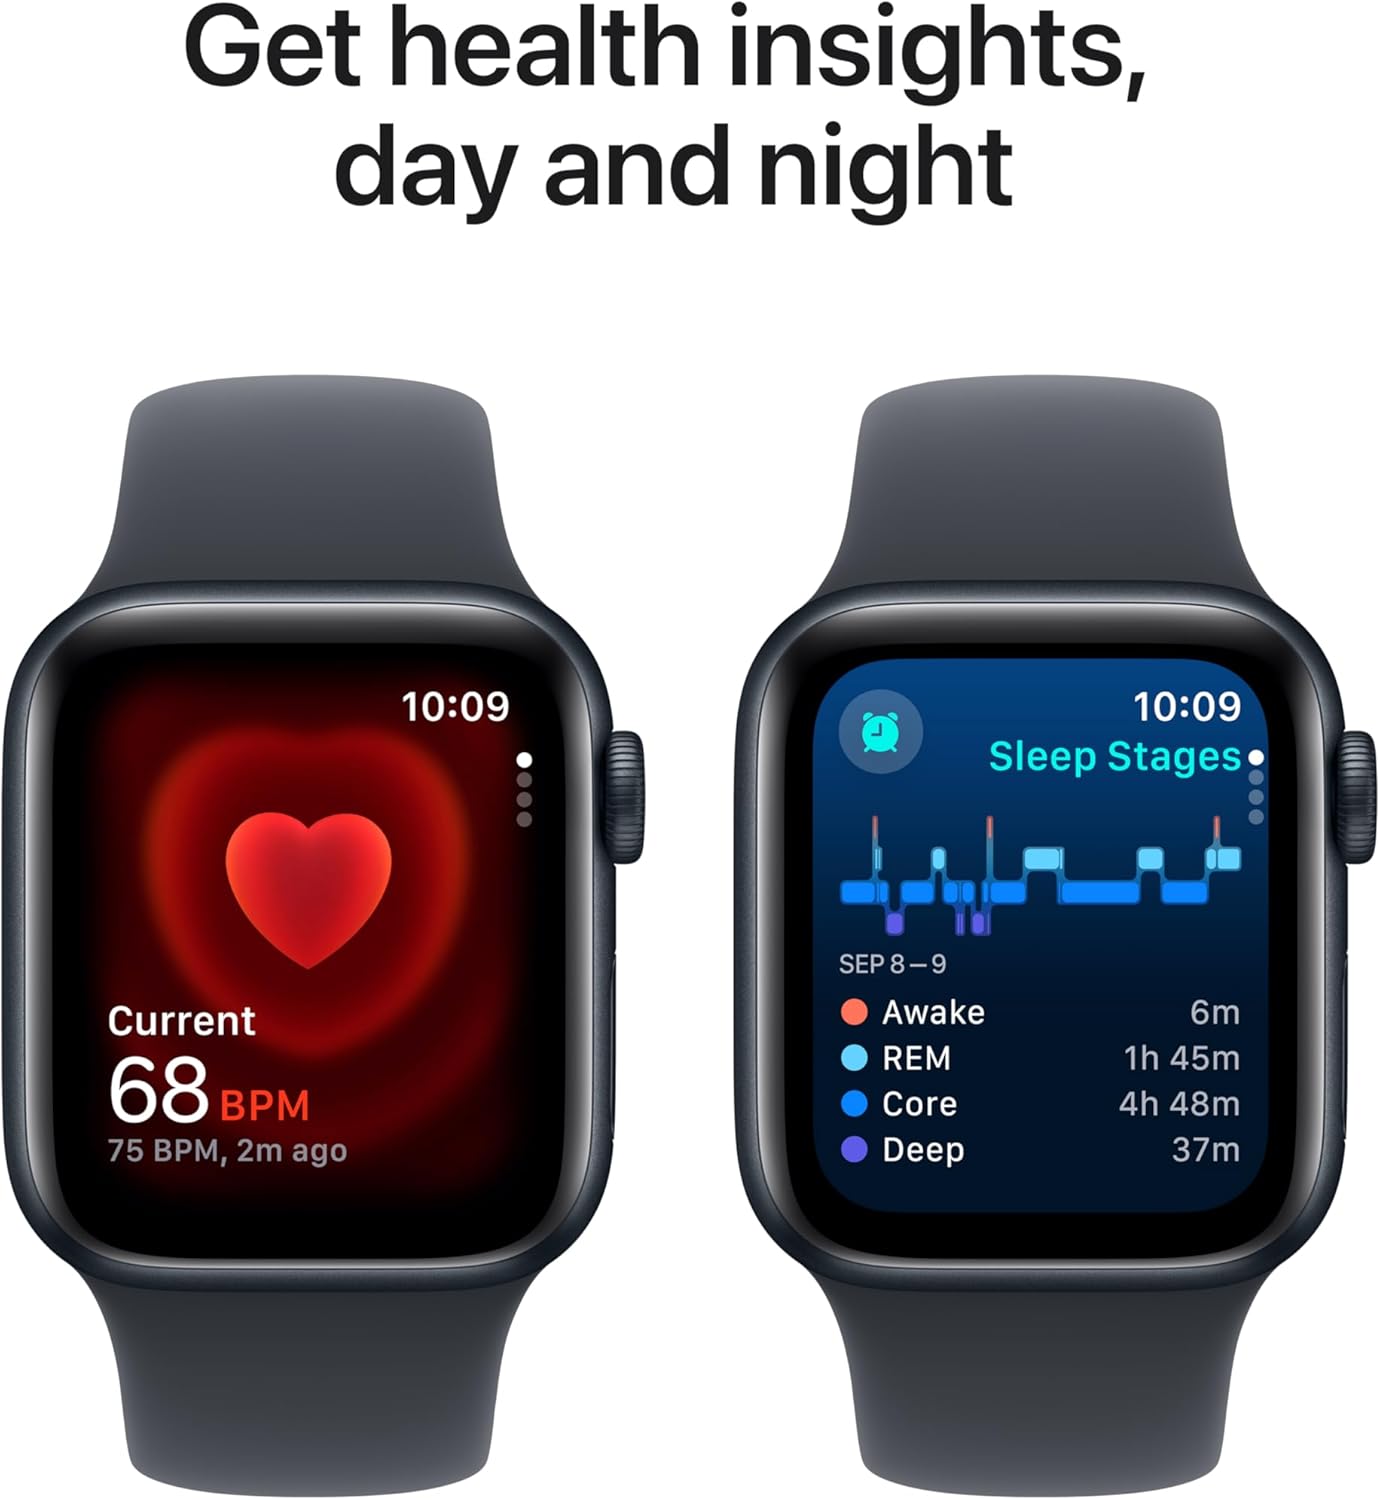 Get health insights,
day and night
10:09
Current
68 BPM
75 BPM, 2m ago
10:09
Sleep Stages
SEP 8–9
Awake 6m
REM 1h 45m
Core 4h 48m
Deep 37m